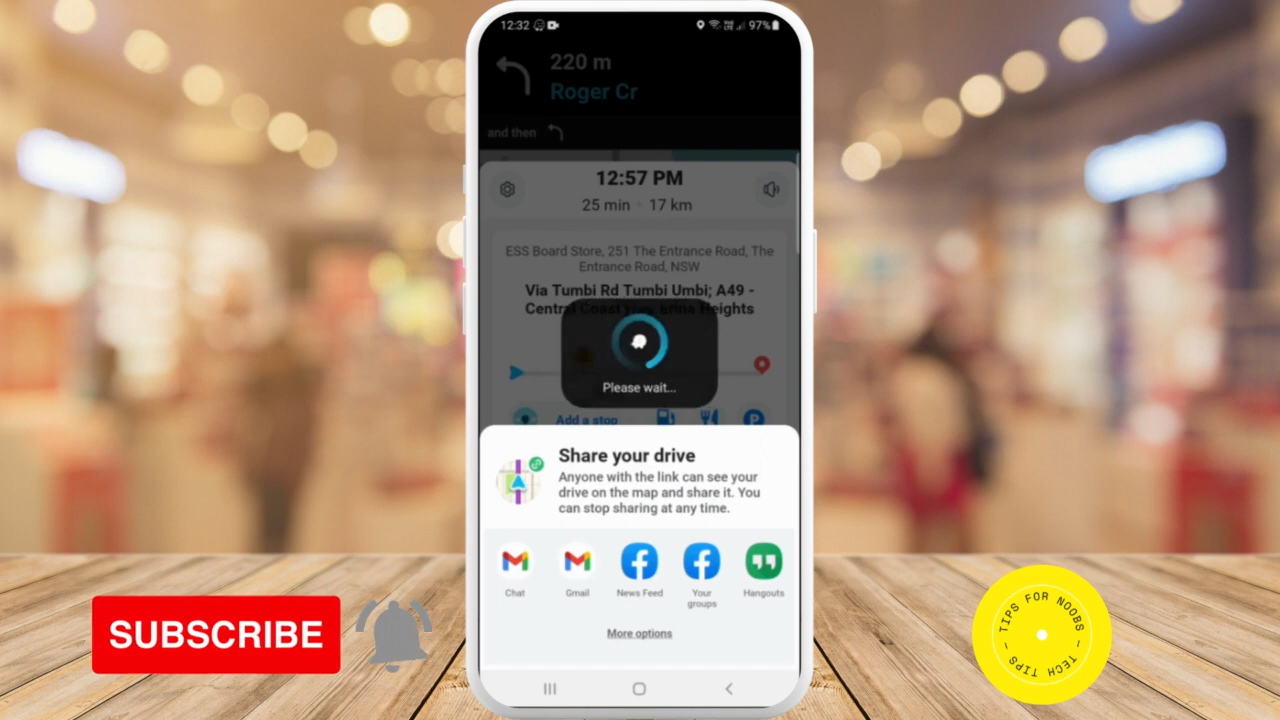 12:32
97%
220 m
Roger Cr
and then
12:57 PM
25 min 17 km
ESS Board Store, 251 The Entrance Road, The
Entrance Road, NSW
Via Tumbi Rd Tumbi Umbi; A49 -
Central Coast Hwy Erina Heights
Please wait...
Add a stop
P
Share your drive
Anyone with the link can see your
drive on the map and share it. You
can stop sharing at any time.
Chat
Gmail
News Feed
Your
groups
Hangouts
More options
SUBSCRIBE
TIPS FOR NOOBS –
TECH TIPS –